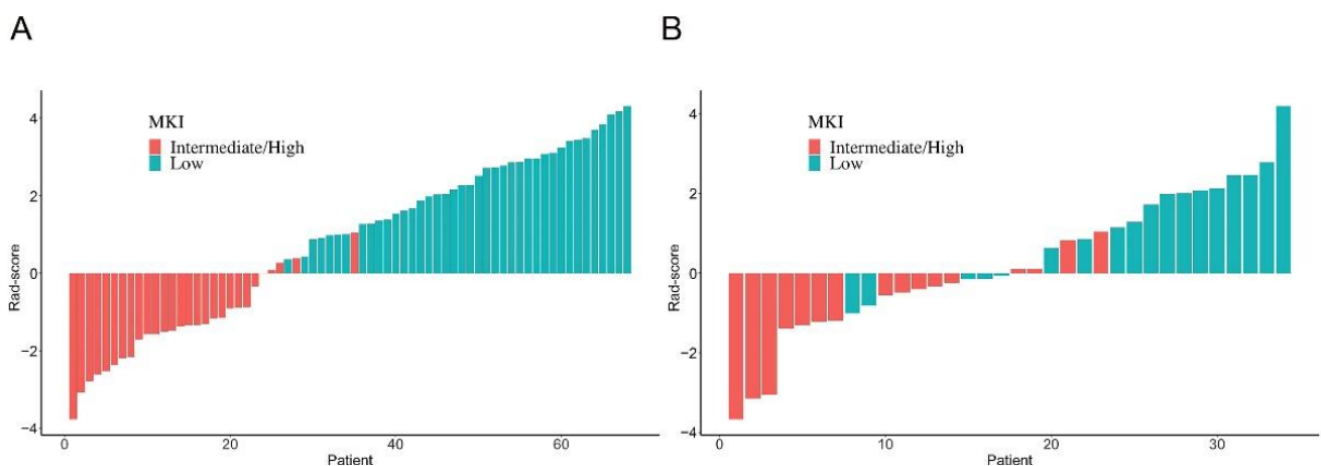 A
B
MKI
Intermediate/High
Low
4
2
0
−2
−4
Rad-score
0
20
40
60
Patient
MKI
Intermediate/High
Low
4
2
0
−2
−4
Rad-score
0
10
20
30
Patient